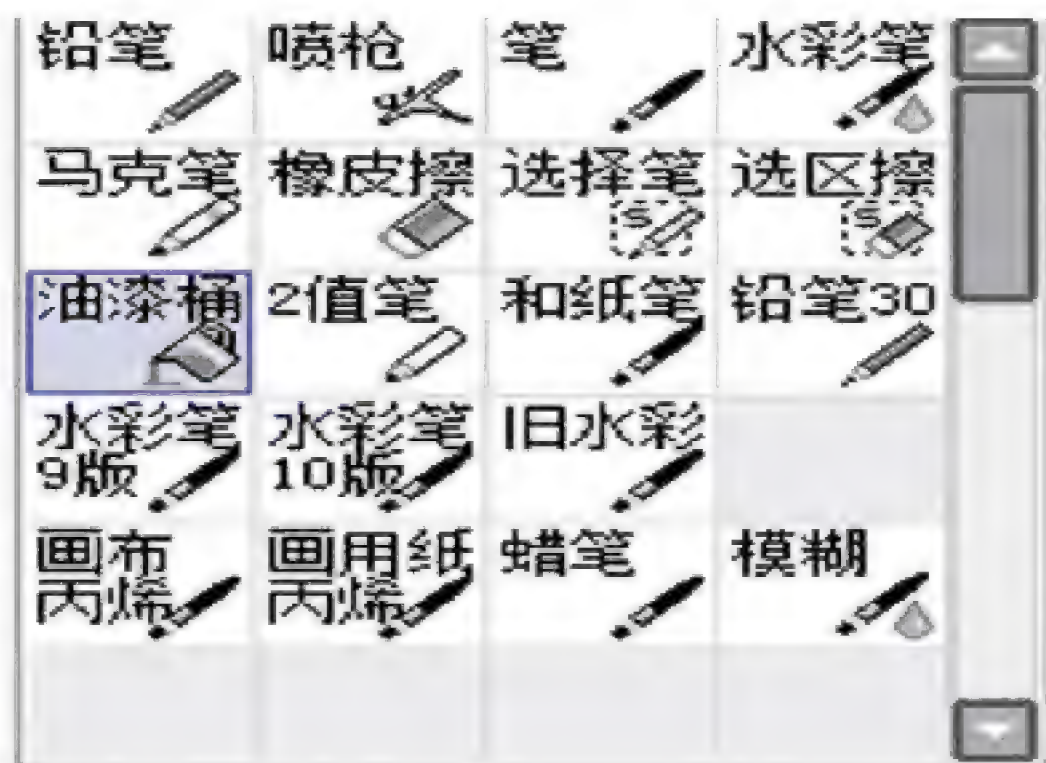 铅笔 喷枪 笔 水彩笔
马克笔 橡皮擦 选择笔 选区擦
S S
油漆桶 2值笔 和纸笔 铅笔30
水彩笔 水彩笔 旧水彩
9版 10版
画布 画用纸 蜡笔 模糊
丙烯 丙烯